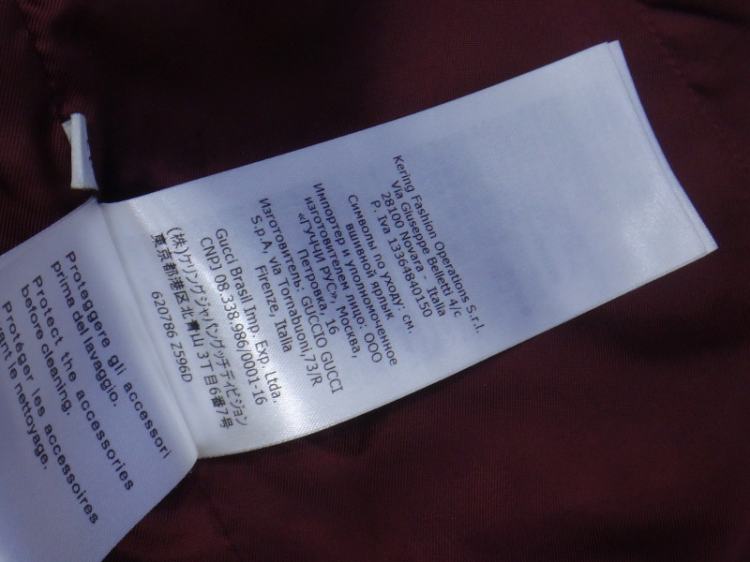 Kering Fashion Operations S.r.l.
Via Giuseppe Belletti 4/c
28100 Novara - Italia
P. Iva 13364840150
Символы по уходу: см.
вшивной ярлык
Импортер и уполномоченное
изготовителем лицо: ООО
«ГУЧЧИ РУС», Москва,
Петровка, 16
Изготовитель: GUCCIO GUCCI
S.P.A, via Tornabuoni,73/R
Firenze, Italia
Gucci Brasil Imp. Exp. Ltda.
CNPJ 08.338.986/0001-16
(株)ケリングジャパングッチディビジョン
東京都港区北青山3丁目6番7号
620786 Z596D
Proteggere gli accessori
prima del lavaggio.
Protect the accessories
before cleaning.
Protéger les accessoires
nettoyage.